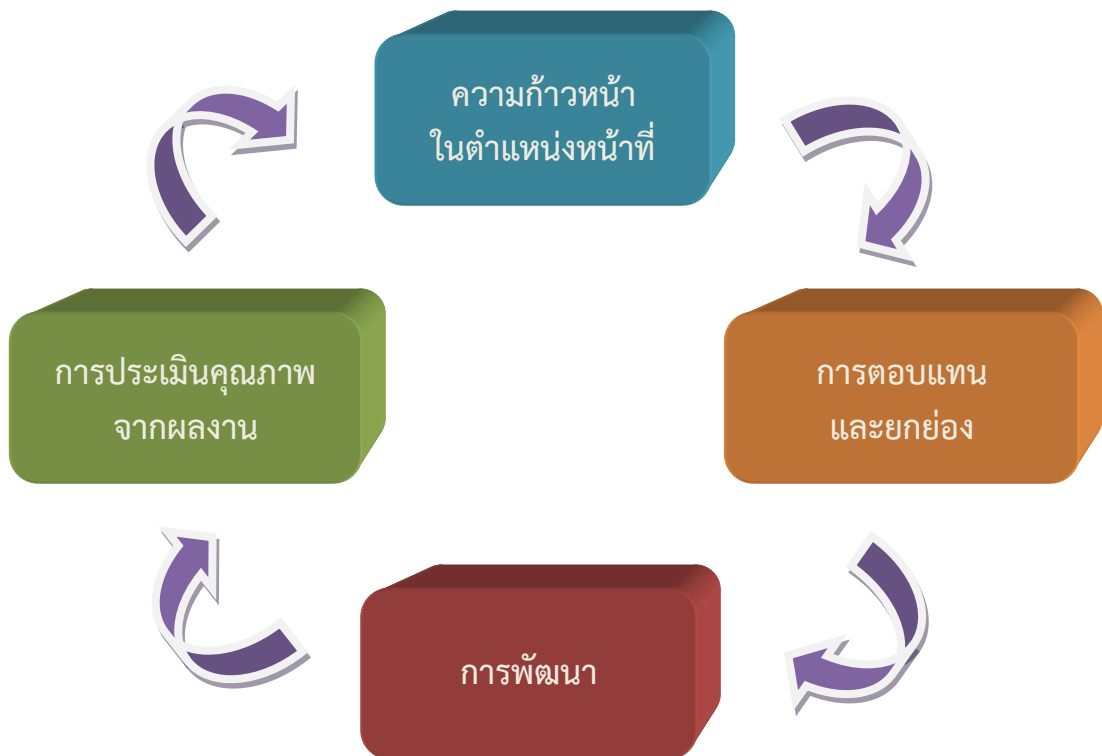 ความก้าวหน้า
ในตำแหน่งหน้าที่
การประเมินคุณภาพ
จากผลงาน
การตอบแทน
และยกย่อง
การพัฒนา